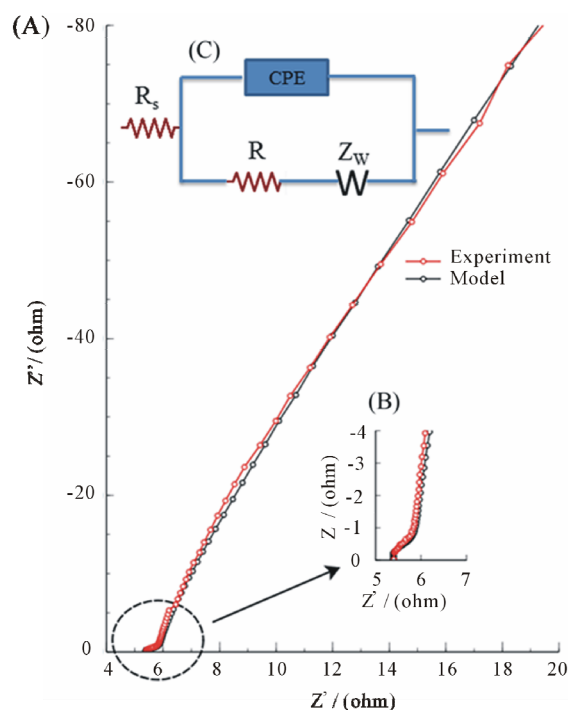 (A)
-80
-60
-40
-20
0
Z''/ (ohm)
(C)
CPE
Rs
R
ZW
Experiment
Model
(B)
-4
-3
-2
-1
0
Z / (ohm)
5 6 7
Z' / (ohm)
4 6 8 10 12 14 16 18 20
Z' / (ohm)